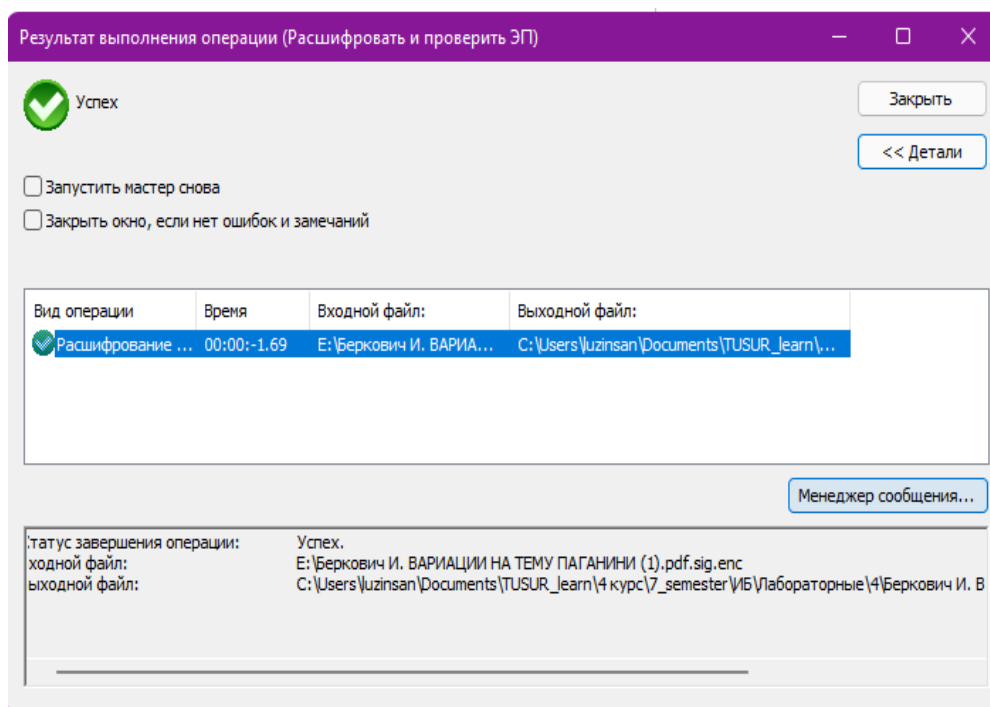 Результат выполнения операции (Расшифровать и проверить ЭП)
Успех
Закрыть
<< Детали
Запустить мастер снова
Закрыть окно, если нет ошибок и замечаний
Вид операции Время Входной файл: Выходной файл:
Расшифрование ... 00:00:-1.69 E:\Беркович И. ВАРИА... C:\Users\luzinsan\Documents\TUSUR_learn\...
Менеджер сообщения...
татус завершения операции: Успех.
ходной файл: E:\Беркович И. ВАРИАЦИИ НА ТЕМУ ПАГАНИНИ (1).pdf.sig.enc
ыходной файл: C:\Users\luzinsan\Documents\TUSUR_learn\4 курс\7_semester\ИБ\Лабораторные\4\Беркович И. В